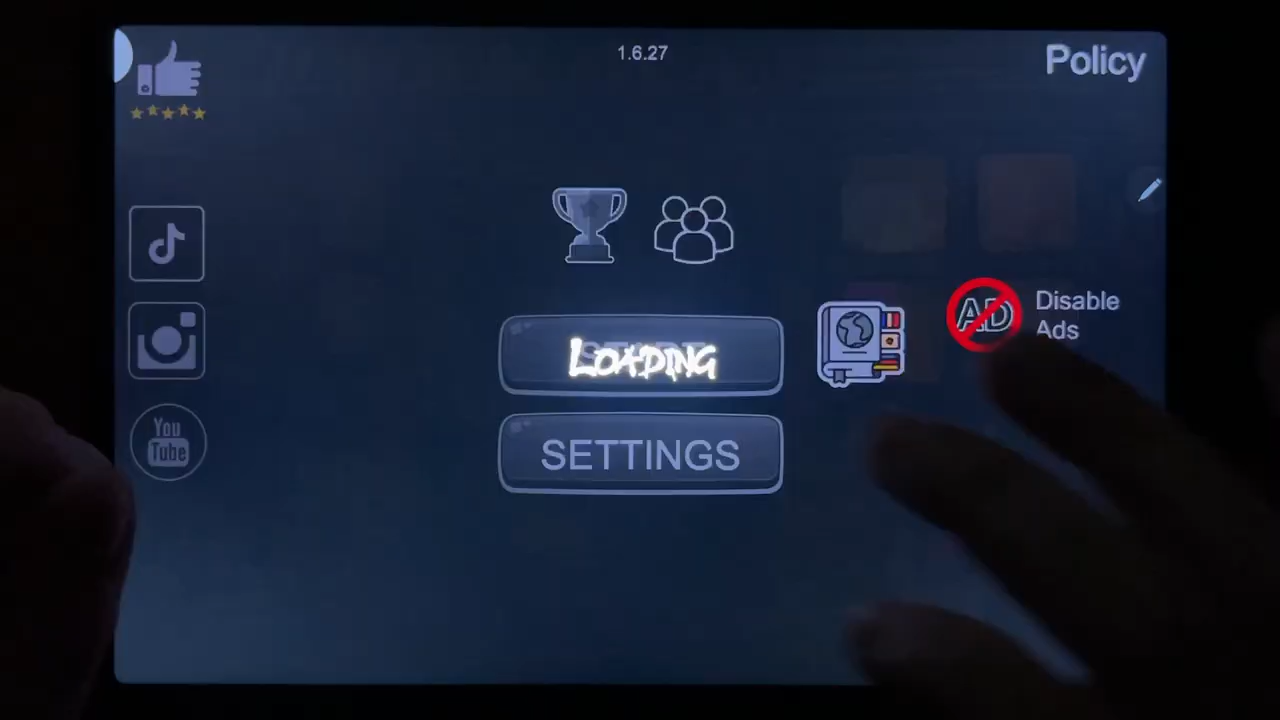 1.6.27
Policy
LOADING
SETTINGS
AD
Disable
Ads
You
Tube